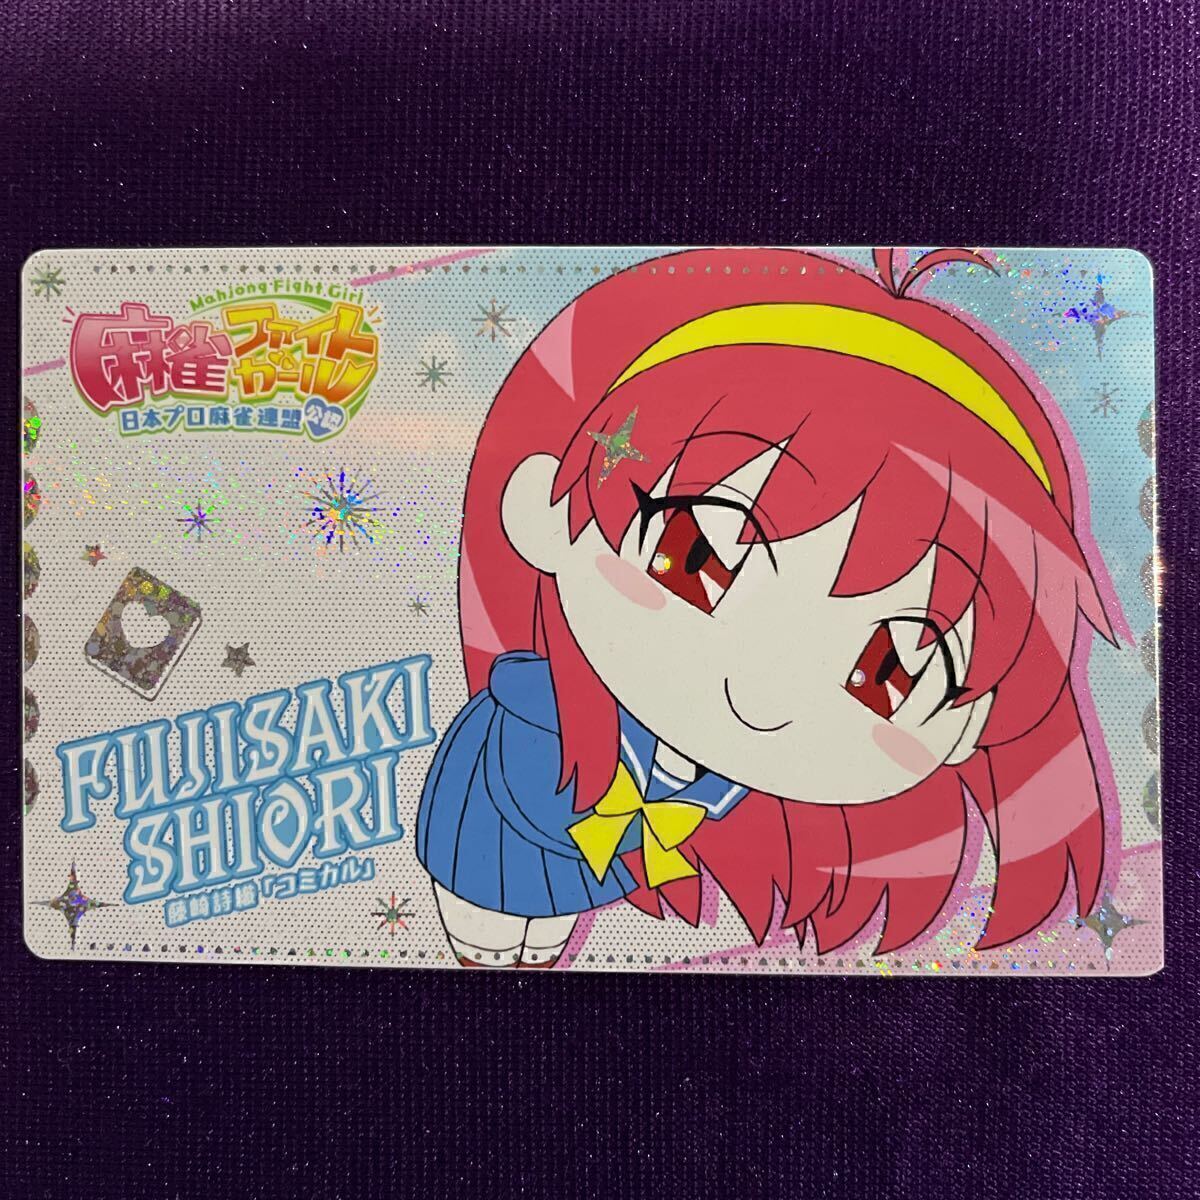 Mahjong Fight Girl
麻雀ファイトガール
日本プロ麻雀連盟公認
FUJISAKI
SHIORI
藤崎詩織「コミカル」